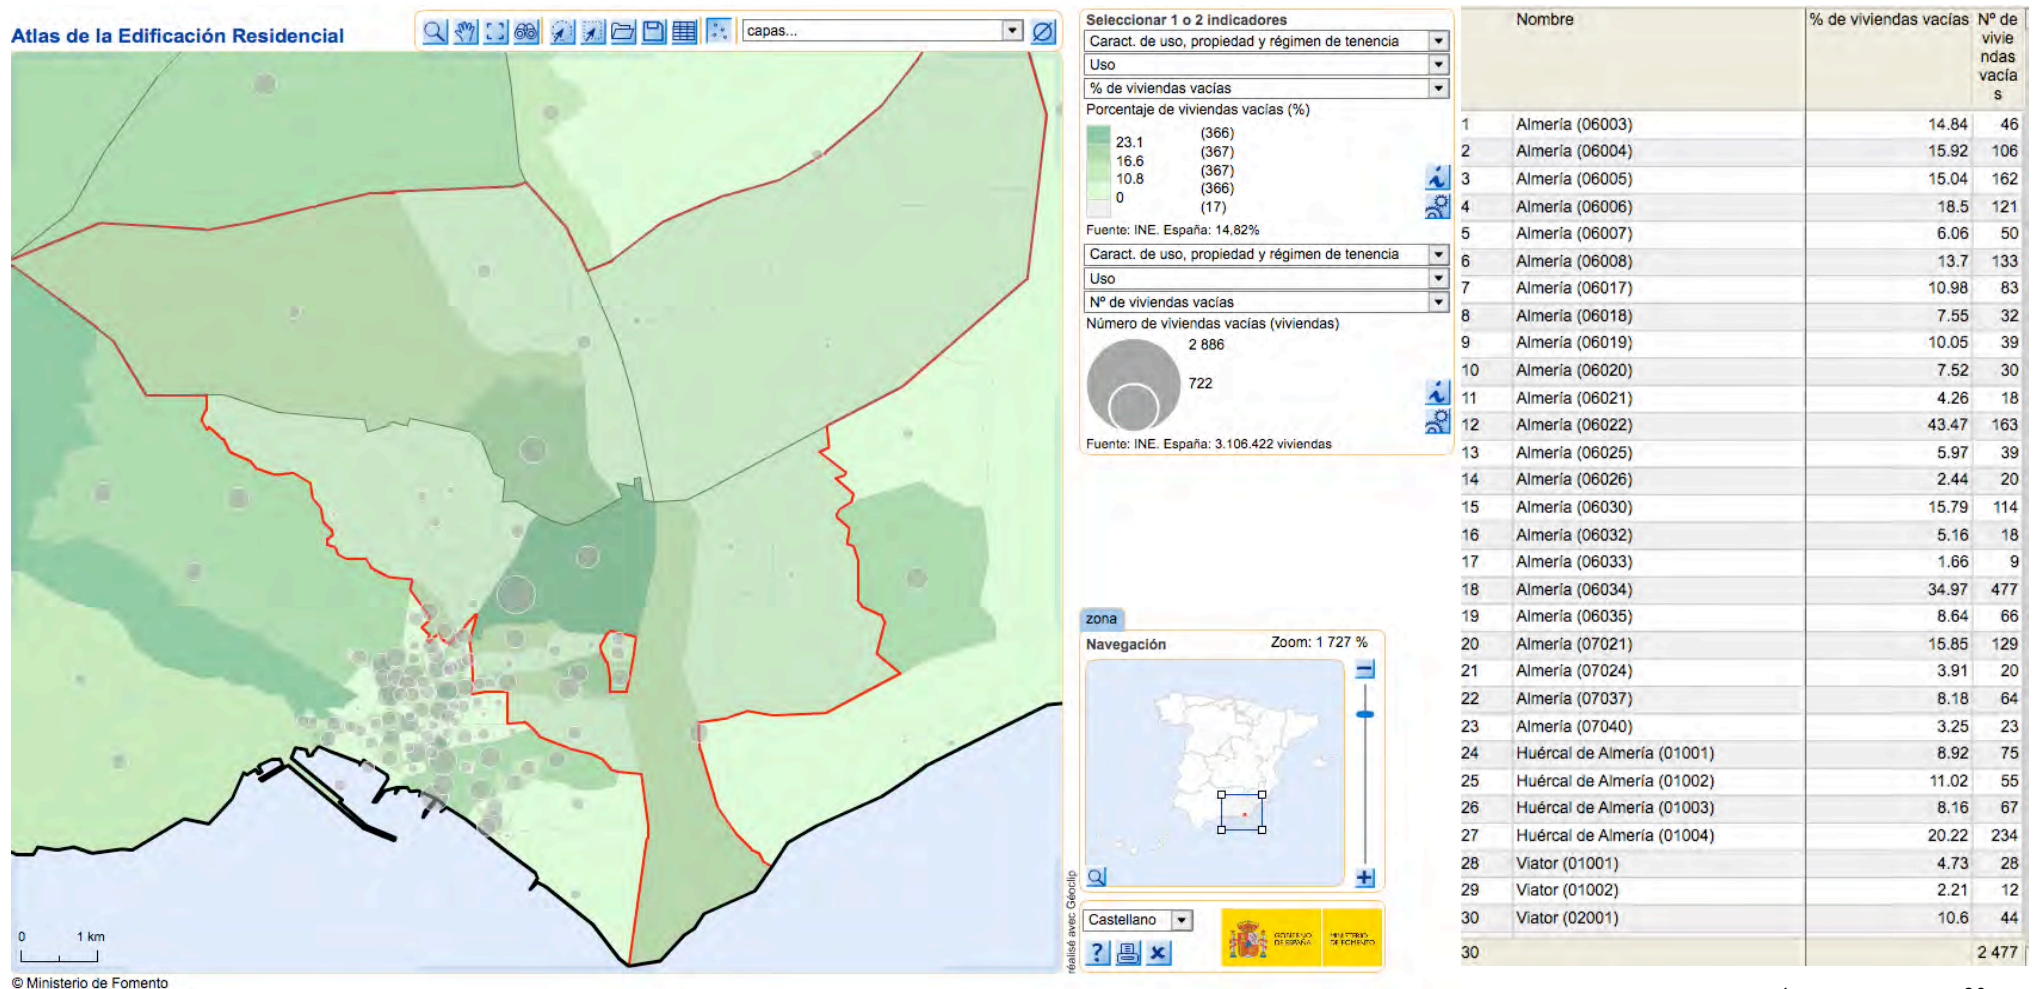 Atlas de la Edificación Residencial
capas...
0 1 km
© Ministerio de Fomento
réalisé avec Géoclip
Seleccionar 1 o 2 indicadores
Caract. de uso, propiedad y régimen de tenencia
Uso
% de viviendas vacías
Porcentaje de viviendas vacías (%)
(366)
23.1
(367)
16.6
(367)
10.8
(366)
0
(17)
Fuente: INE. España: 14,82%
Caract. de uso, propiedad y régimen de tenencia
Uso
Nº de viviendas vacías
Número de viviendas vacías (viviendas)
2 886
722
Fuente: INE. España: 3.106.422 viviendas
zona
Navegación Zoom: 1 727 %
Castellano
GOBIERNO DE ESPAÑA
MINISTERIO DE FOMENTO
Nombre % de viviendas vacías Nº de
vivie
ndas
vacía
s
1 Almería (06003) 14.84 46
2 Almería (06004) 15.92 106
3 Almería (06005) 15.04 162
4 Almería (06006) 18.5 121
5 Almería (06007) 6.06 50
6 Almería (06008) 13.7 133
7 Almería (06017) 10.98 83
8 Almería (06018) 7.55 32
9 Almería (06019) 10.05 39
10 Almería (06020) 7.52 30
11 Almería (06021) 4.26 18
12 Almería (06022) 43.47 163
13 Almería (06025) 5.97 39
14 Almería (06026) 2.44 20
15 Almería (06030) 15.79 114
16 Almería (06032) 5.16 18
17 Almería (06033) 1.66 9
18 Almería (06034) 34.97 477
19 Almería (06035) 8.64 66
20 Almería (07021) 15.85 129
21 Almería (07024) 3.91 20
22 Almería (07037) 8.18 64
23 Almería (07040) 3.25 23
24 Huércal de Almería (01001) 8.92 75
25 Huércal de Almería (01002) 11.02 55
26 Huércal de Almería (01003) 8.16 67
27 Huércal de Almería (01004) 20.22 234
28 Viator (01001) 4.73 28
29 Viator (01002) 2.21 12
30 Viator (02001) 10.6 44
30 2 477